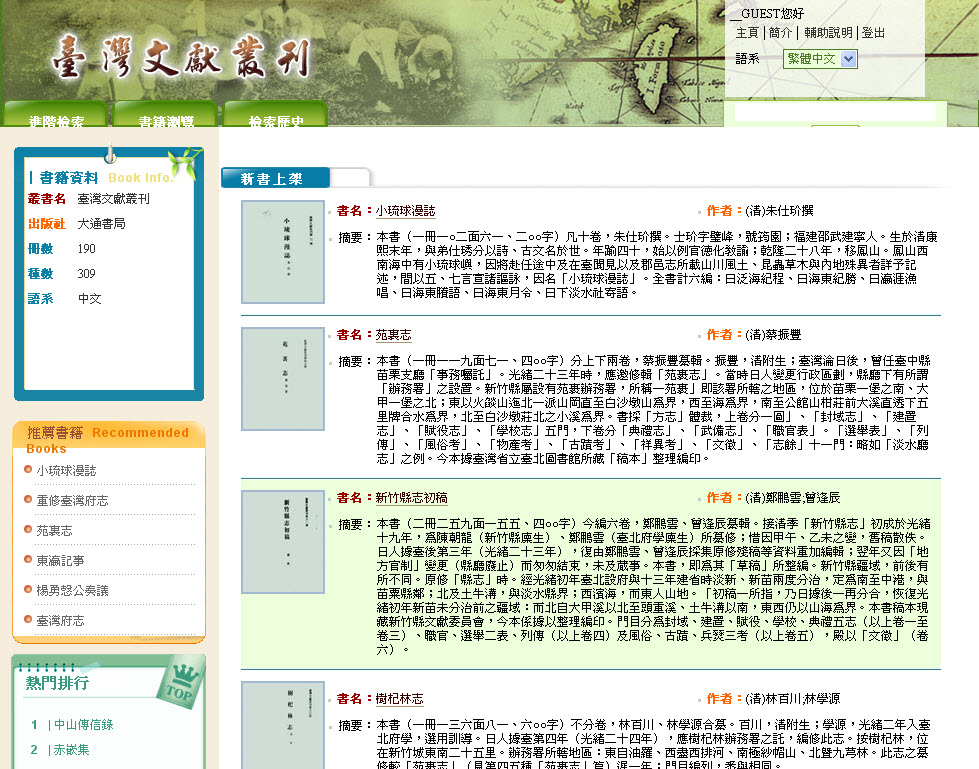 __GUEST您好
主頁│簡介│ 輔助說明│登出
語系 繁體中文
臺灣文獻叢刊
進階檢索 書籍瀏覽 檢索歷史
書籍資料 Book Info.
叢書名 臺灣文獻叢刊
出版社 大通書局
冊數 190
種數 309
語系 中文
推薦書籍 Recommended
Books
小琉球漫誌
重修臺灣府志
苑裏志
東瀛記事
楊勇愨公奏議
臺灣府志
熱門排行
TOP
1 | 中山傳信錄
2 | 赤嵌集
新書上架
書名：小琉球漫誌 作者：(清)朱仕玠撰
摘要：本書（一冊一○二面六一、二○○字）凡十卷，朱仕玠撰。士玠字璧峰，號筠園；福建邵武建寧人。生於清康
熙末年，與弟仕琇分以詩、古文名於世。年踰四十，始以例官德化教諭；乾隆二十八年，移鳳山。鳳山西
南海中有小琉球嶼，因將赴任途中及在臺聞見以及郡邑志所載山川風土、昆蟲草木與內地殊異者詳予記
述，間以五、七言宣諸謳詠，因名「小琉球漫誌」。全書計六編：曰泛海紀程、曰海東紀勝、曰瀛涯漁
唱、曰海東賸語、曰海東月令、曰下淡水社寄語。
書名：苑裏志 作者：(清)蔡振豐
摘要：本書（一冊一一九面七一、四○○字）分上下兩卷，蔡振豐纂輯。振豐，清附生；臺灣淪日後，曾任臺中縣
苗栗支廳「事務囑託」。光緒二十三年時，應邀修輯「苑裏志」。當時日人變更行政區劃，縣廳下有所謂
「辦務署」之設置。新竹縣屬設有苑裏辦務署，所稱—苑裏」即該署所轄之地區，位於苗栗一堡之南、大
甲一堡之北；東以火燄山迤北一派山岡直至白沙墩山爲界，西至海爲界，南至公館山柑莊前大溪直透下五
里牌合水爲界，北至白沙墩莊北之小溪爲界。書採「方志」體裁，上卷分—圖」、「封域志」、「建置
志」、「賦役志」、「學校志」五門，下卷分「典禮志」、「武備志」、「職官表」。「選舉表」、「列
傳」、「風俗考」、「物產考」、「古蹟考」、「祥異考」、「文徵」、「志餘」十一門：略如「淡水廳
志」之例。今本據臺灣省立臺北圖書館所藏「稿本」整理編印。
書名：新竹縣志初稿 作者：(清)鄭鵬雲,曾逢辰
摘要：本書（二冊二五九面一五五、四○○字）今編六卷，鄭鵬雲、曾逢辰纂輯。接清季「新竹縣志」初成於光緒
十九年，爲陳朝龍（新竹縣廩生）、鄭鵬雲（臺北府學廩生）所纂修；惜因甲午、乙未之變，舊稿散佚。
日人據臺後第三年（光緒二十三年），復由鄭鵬雲、曾逢辰採集原修殘稿等資料重加編輯；翌年又因「地
方官制」變更（縣廳廢止）而匆匆結束，未及蕆事。本書，即爲其「草稿」所整編。新竹縣疆域，前後有
所不同。原修「縣志」時。經光緒初年臺北設府與十三年建省時淡新、新苗兩度分治，定爲南至中港，與
苗栗縣鄰；北及土牛溝，與淡水縣界；西濱海，而東入山地。「初稿—所指，乃日據後一再分合，恢復光
緒初年新苗未分治前之疆域：而北自大甲溪以北至頭重溪、土牛溝以南，東西仍以山海爲界。本書稿本現
藏新竹縣文獻委員會，今本係據以整理編印。門目分爲封域、建置、賦役、學校、典禮五志（以上卷一至
卷三）、職官、選舉二表、列傳（以上卷四）及風俗、古蹟、兵燹三考（以上卷五），殿以「文徵」（卷
六）。
書名：樹杞林志 作者：(清)林百川;林學源
摘要：本書（一冊一三六面八一、六○○字）不分卷，林百川、林學源合纂。百川，清附生；學源，光緒二年入臺
北府學，選用訓導。日人據臺第四年（光緒二十四年），應樹杞林辦務署之託，編修此志。按樹杞林，位
在新竹城東南二十五里。辦務署所轄地區：東自油羅、西盡西排河、南極紗帽山、北暨九芎林。此志之纂
修較「苑裏志」（見第四五種「苑裏志」篇）遲一年；門目編列，悉與相同。